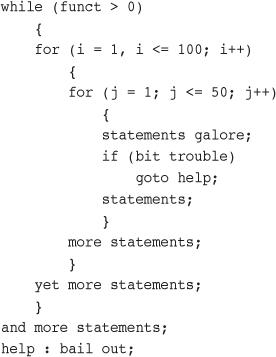 while (funct > 0)
{
for (i = 1, i <= 100; i++)
{
for (j = 1; j <= 50; j++)
{
statements galore;
if (bit trouble)
goto help;
statements;
}
more statements;
}
yet more statements;
}
and more statements;
help : bail out;